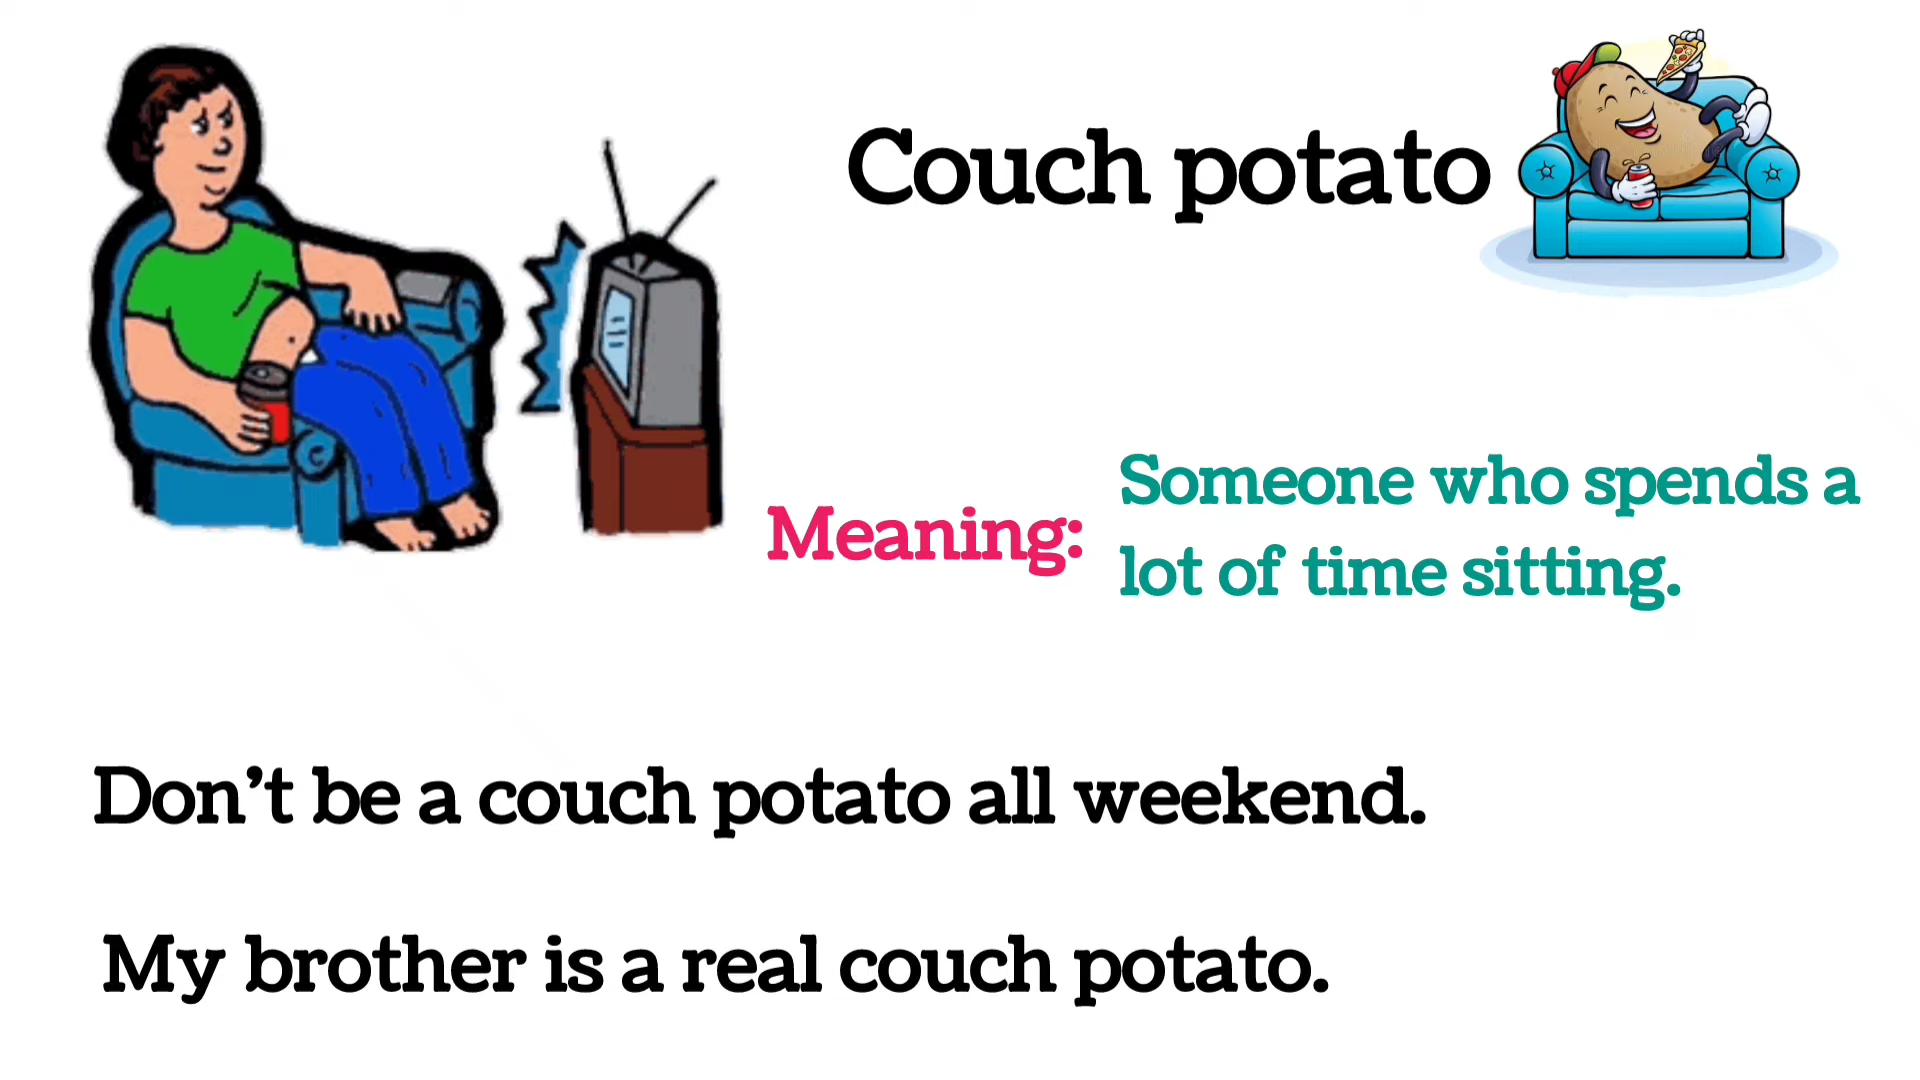 Couch potato
Meaning:
Someone who spends a
lot of time sitting.
Don’t be a couch potato all weekend.
My brother is a real couch potato.